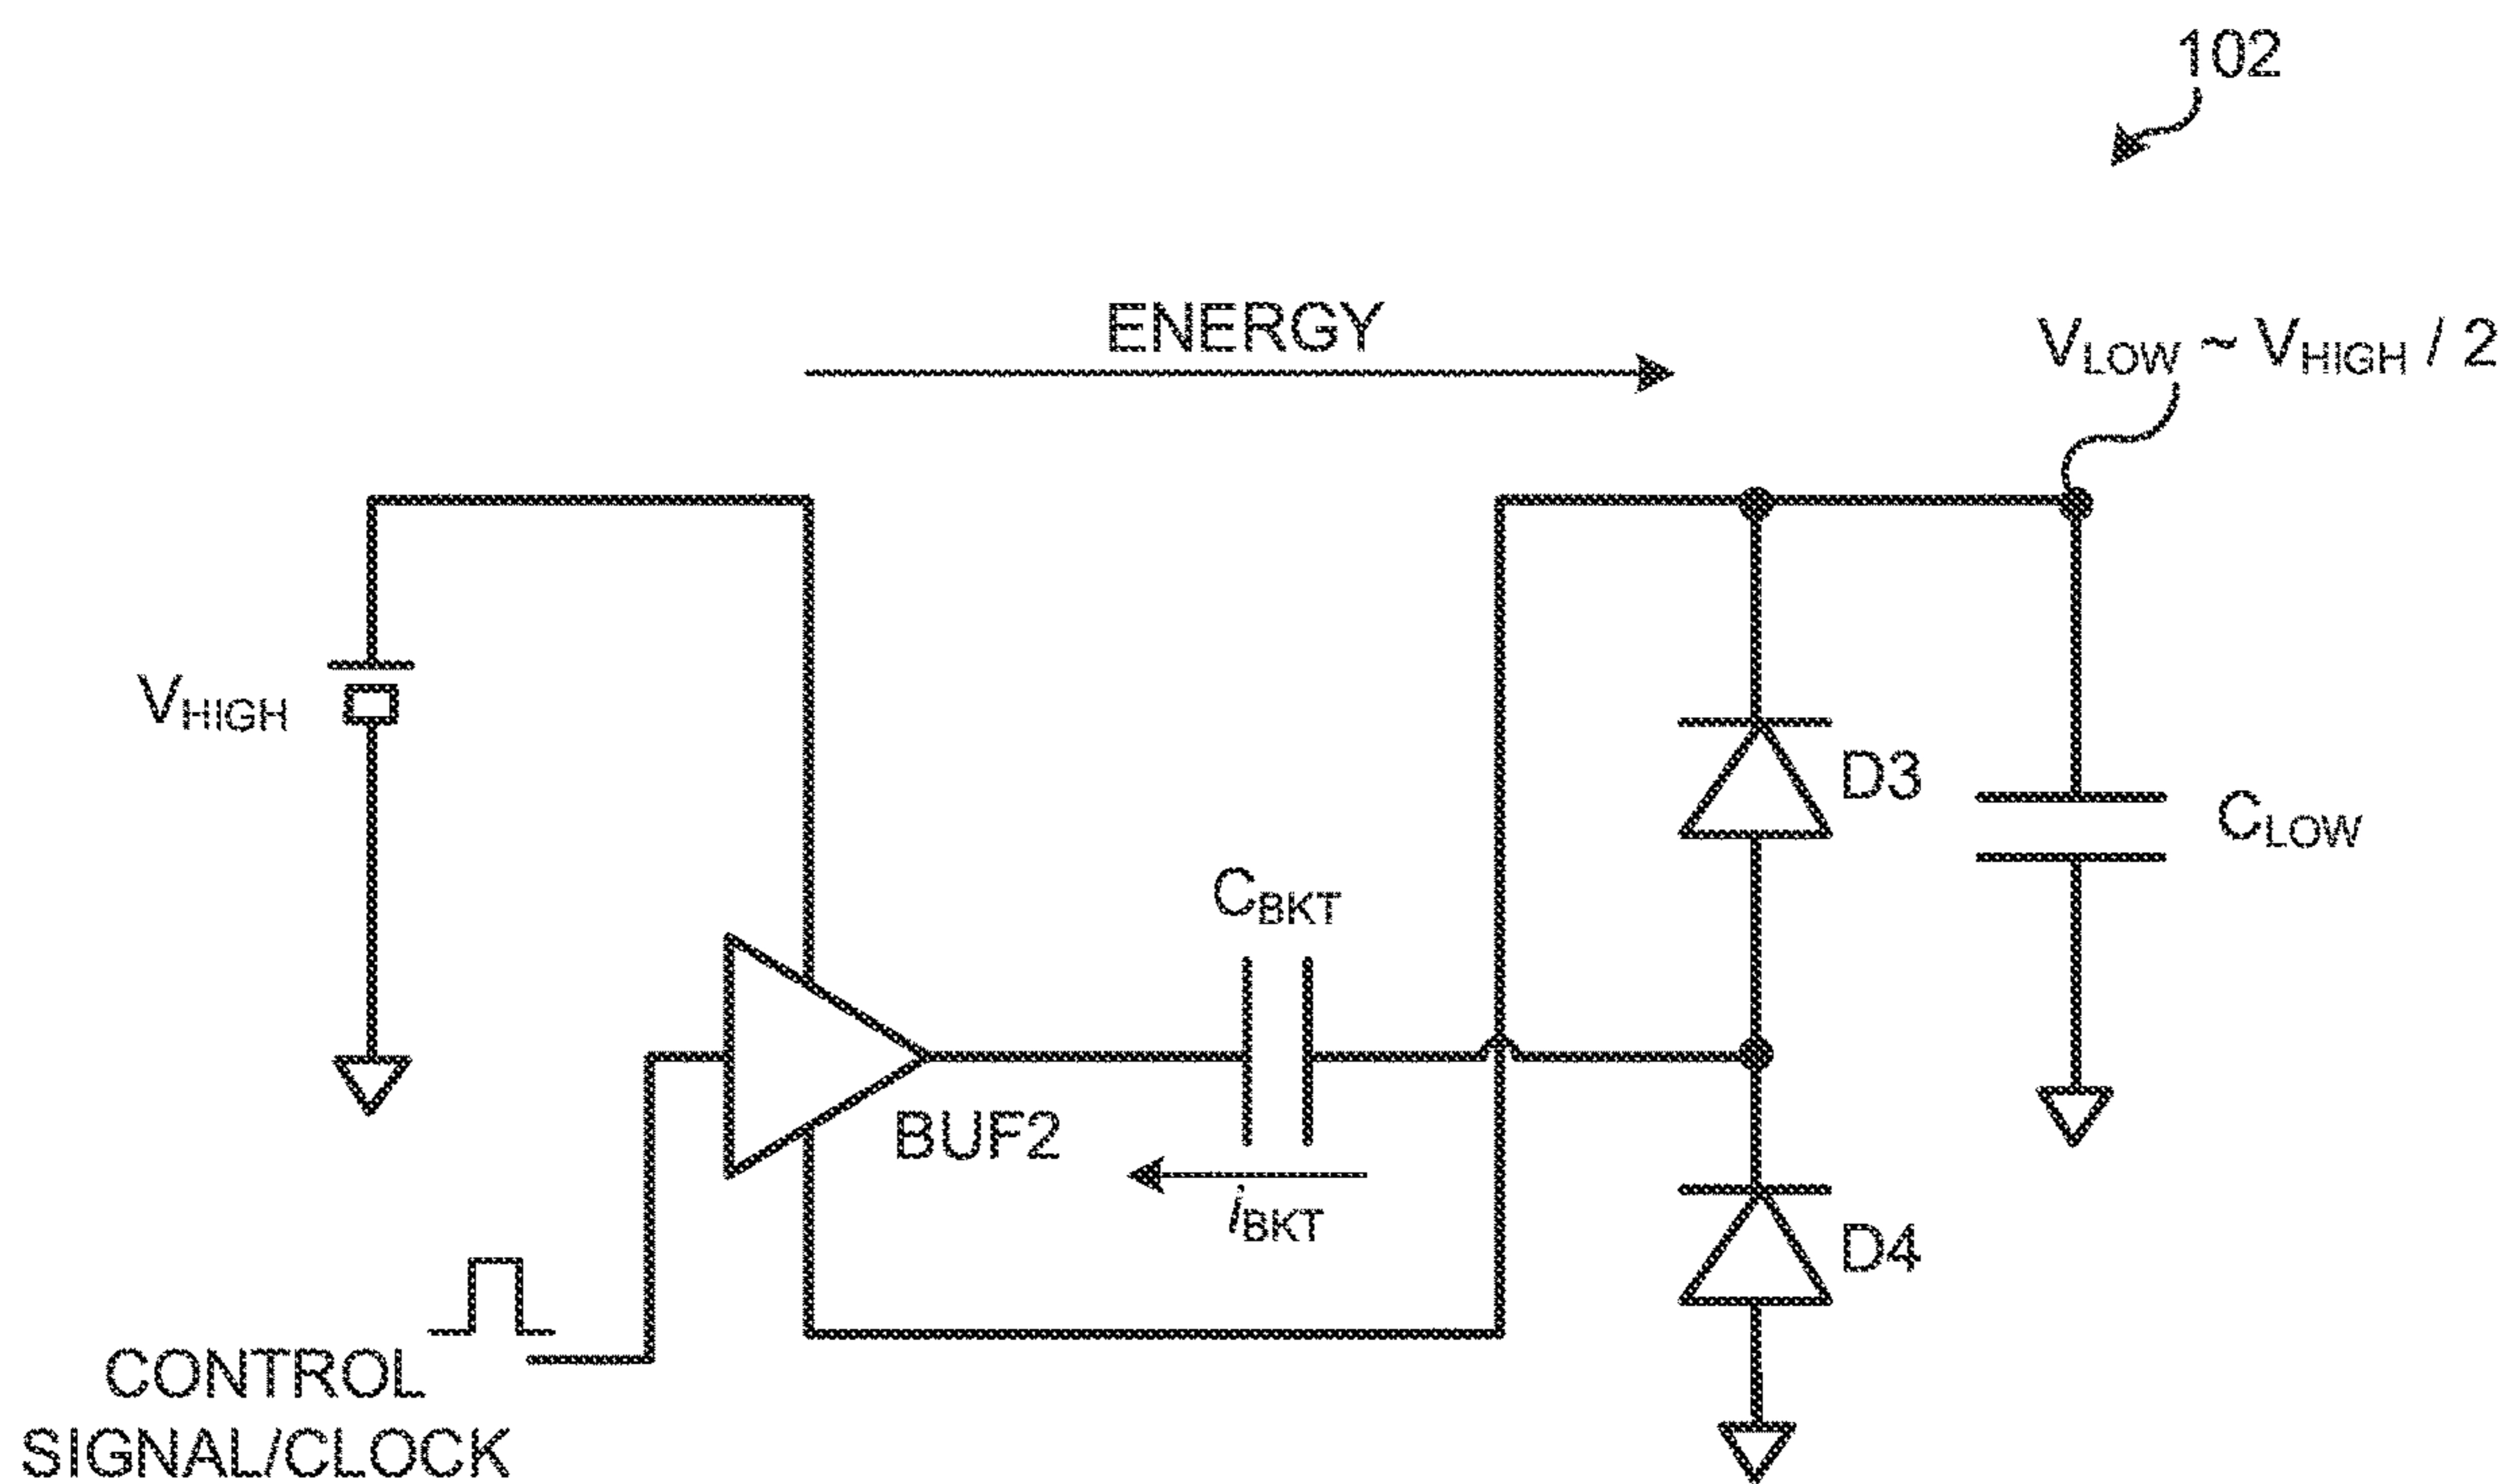 102
ENERGY
VLOW ~ VHIGH / 2
VHIGH
D3
CLOW
CBKT
BUF2
iBKT
D4
CONTROL
SIGNAL/CLOCK